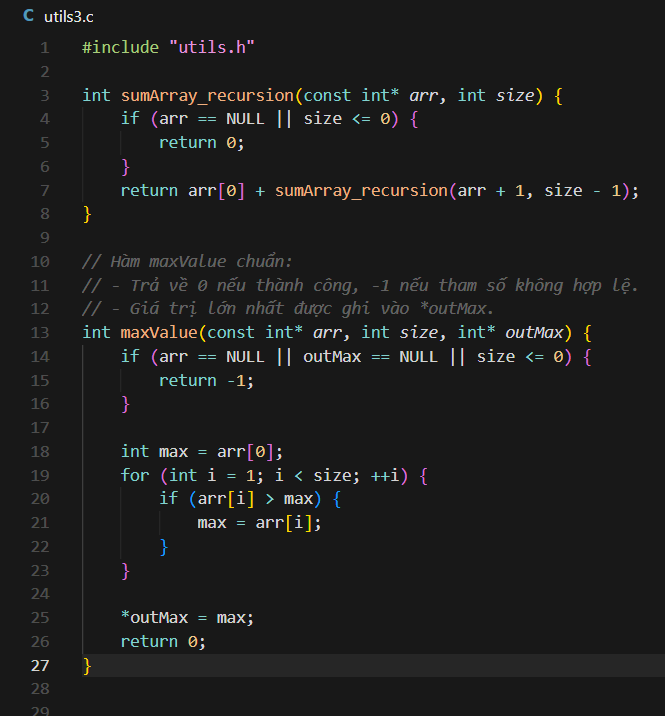 C utils3.c
1 #include "utils.h"
2
3 int sumArray_recursion(const int* arr, int size) {
4     if (arr == NULL || size <= 0) {
5         return 0;
6     }
7     return arr[0] + sumArray_recursion(arr + 1, size - 1);
8 }
9
10 // Hàm maxValue chuẩn:
11 // - Trả về 0 nếu thành công, -1 nếu tham số không hợp lệ.
12 // - Giá trị lớn nhất được ghi vào *outMax.
13 int maxValue(const int* arr, int size, int* outMax) {
14     if (arr == NULL || outMax == NULL || size <= 0) {
15         return -1;
16     }
17
18     int max = arr[0];
19     for (int i = 1; i < size; ++i) {
20         if (arr[i] > max) {
21             max = arr[i];
22         }
23     }
24
25     *outMax = max;
26     return 0;
27 }
28
29